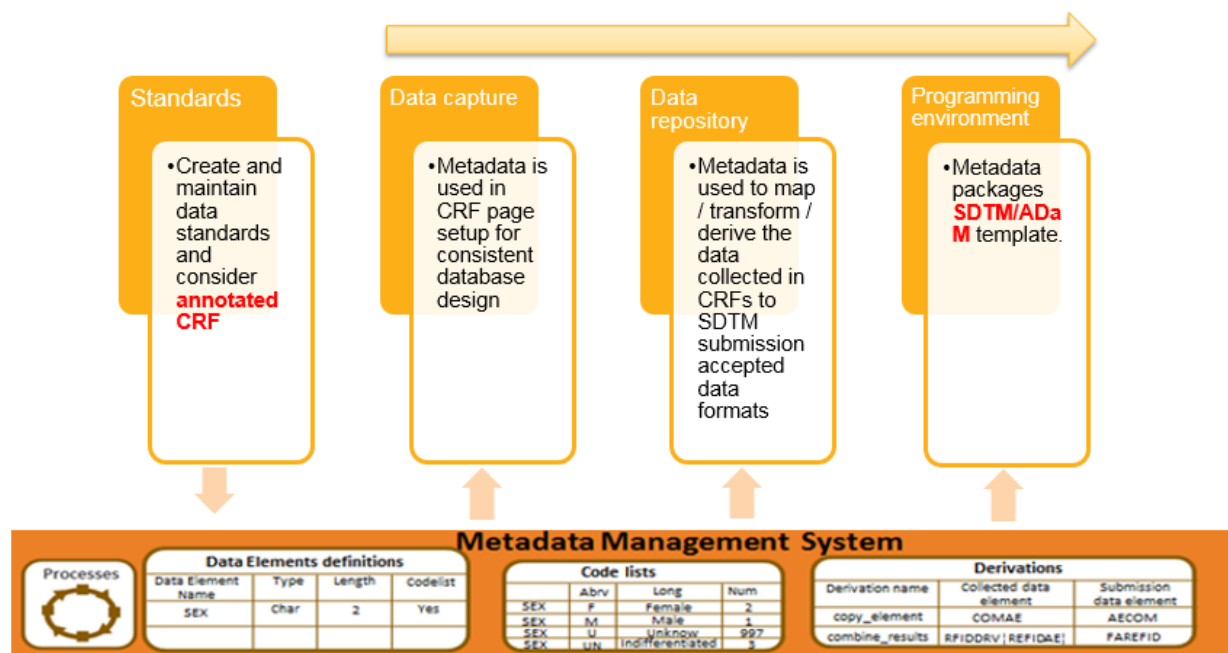 Standards
•Create and
maintain
data
standards
and
consider
annotated
CRF
Data capture
•Metadata is
used in
CRF page
setup for
consistent
database
design
Data
repository
•Metadata is
used to map
/ transform /
derive the
data
collected in
CRFs to
SDTM
submission
accepted
data
formats
Programming
environment
•Metadata
packages
SDTM/ADa
M template.
Metadata Management System
Processes
Data Elements definitions
Data Element Name Type Length Codelist
SEX Char 2 Yes
Code lists
Abrv Long Num
SEX F Female 2
SEX M Male 1
SEX U Unknow 997
SEX UN Indifferentiated 3
Derivations
Derivation name Collected data element Submission data element
copy_element COMAE AECOM
combine_results RFIDDRV¦REFIDAE¦ FAREFID